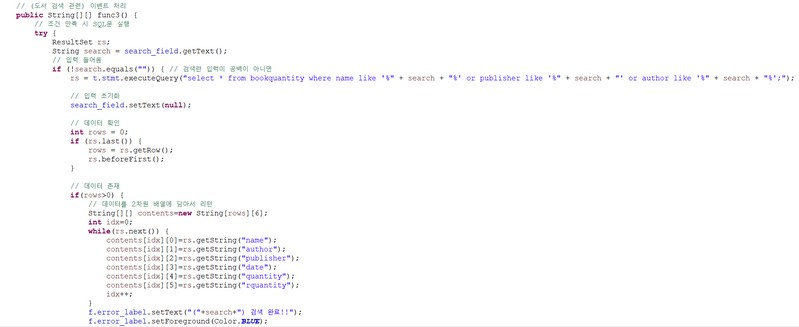 // (도서 검색 관련) 이벤트 처리
public String[][] func3() {
// 조건 만족 시 SQL문 실행
try {
ResultSet rs;
String search = search_field.getText();
// 입력 들어옴
if (!search.equals("")) { // 검색란 입력이 공백이 아니면
rs = t.stmt.executeQuery("select * from bookquantity where name like '%" + search + "%' or publisher like '%" + search + "' or author like '%" + search + "%';");
// 입력 초기화
search_field.setText(null);
// 데이터 확인
int rows = 0;
if (rs.last()) {
rows = rs.getRow();
rs.beforeFirst();
}
// 데이터 존재
if(rows>0) {
// 데이터를 2차원 배열에 담아서 리턴
String[][] contents=new String[rows][6];
int idx=0;
while(rs.next()) {
contents[idx][0]=rs.getString("name");
contents[idx][1]=rs.getString("author");
contents[idx][2]=rs.getString("publisher");
contents[idx][3]=rs.getString("date");
contents[idx][4]=rs.getString("quantity");
contents[idx][5]=rs.getString("rquantity");
idx++;
}
f.error_label.setText("("+search+") 검색 완료!!");
f.error_label.setForeground(Color.BLUE);